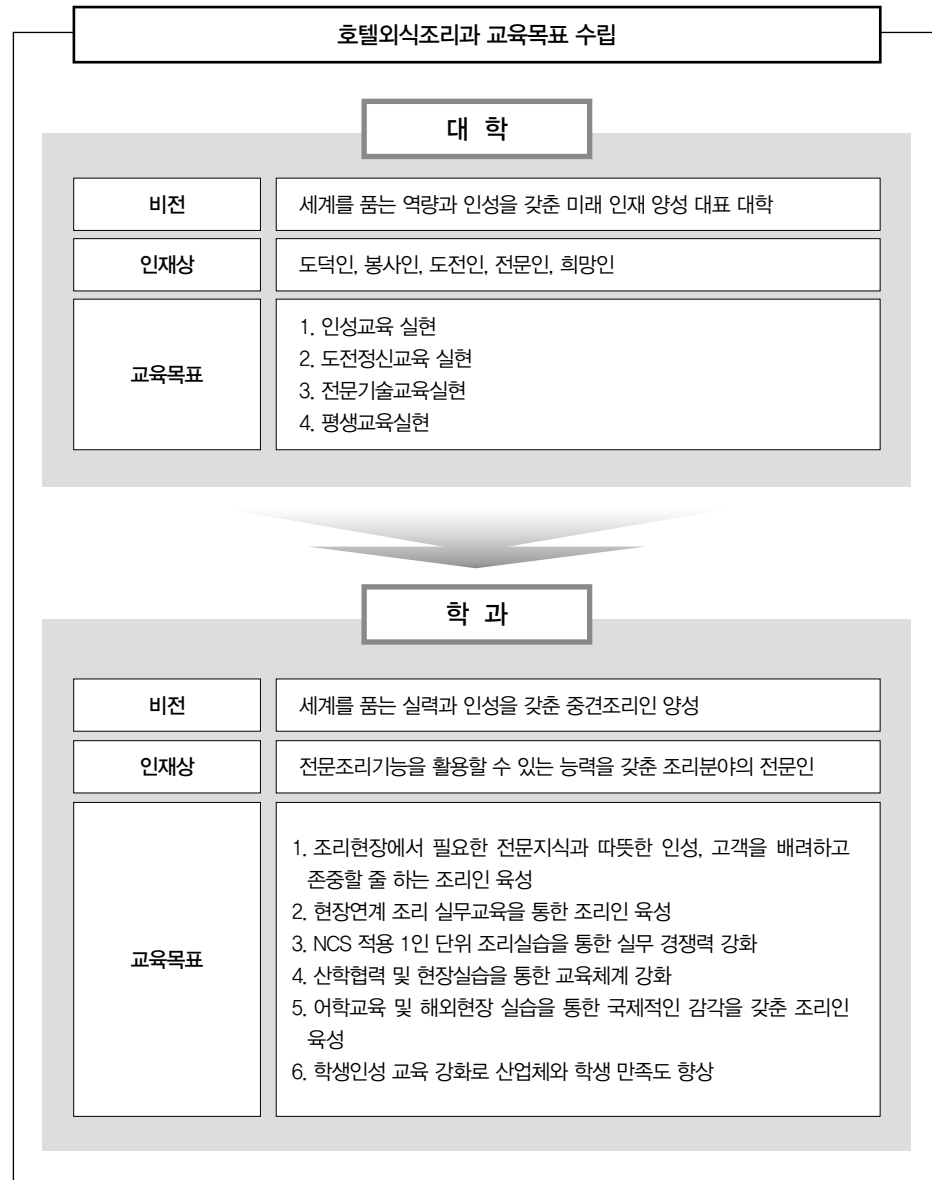 호텔외식조리과 교육목표 수립
대 학
비전
세계를 품는 역량과 인성을 갖춘 미래 인재 양성 대표 대학
인재상
도덕인, 봉사인, 도전인, 전문인, 희망인
교육목표
1. 인성교육 실현
2. 도전정신교육 실현
3. 전문기술교육실현
4. 평생교육실현
학 과
비전
세계를 품는 실력과 인성을 갖춘 중견조리인 양성
인재상
전문조리기능을 활용할 수 있는 능력을 갖춘 조리분야의 전문인
교육목표
1. 조리현장에서 필요한 전문지식과 따뜻한 인성, 고객을 배려하고
존중할 줄 하는 조리인 육성
2. 현장연계 조리 실무교육을 통한 조리인 육성
3. NCS 적용 1인 단위 조리실습을 통한 실무 경쟁력 강화
4. 산학협력 및 현장실습을 통한 교육체계 강화
5. 어학교육 및 해외현장 실습을 통한 국제적인 감각을 갖춘 조리인
육성
6. 학생인성 교육 강화로 산업체와 학생 만족도 향상